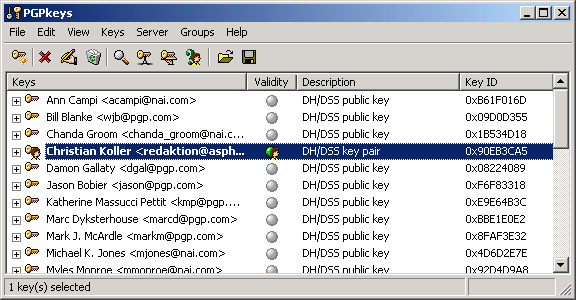 PGPkeys
File Edit View Keys Server Groups Help
Keys Validity Description Key ID
Ann Campi <acampi@nai.com> DH/DSS public key 0xB61F016D
Bill Blanke <wjb@pgp.com> DH/DSS public key 0x09D0D355
Chanda Groom <chanda_groom@nai.c... DH/DSS public key 0x1B534D18
Christian Koller <redaktion@asph... DH/DSS key pair 0x90EB3CA5
Damon Gallaty <dgal@pgp.com> DH/DSS public key 0x08224089
Jason Bobier <jason@pgp.com> DH/DSS public key 0xF6F83318
Katherine Massucci Pettit <kmp@pgp.... DH/DSS public key 0xE9E64B3C
Marc Dyksterhouse <marcd@pgp.com> DH/DSS public key 0xBBE1E0E2
Mark J. McArdle <markm@pgp.com> DH/DSS public key 0x8FAF3E32
Michael K. Jones <mjones@nai.com> DH/DSS public key 0x4D6D2E7E
Myles Monroe <mmonroe@nai.com> DH/DSS public key 0x92D4D9A8
1 key(s) selected